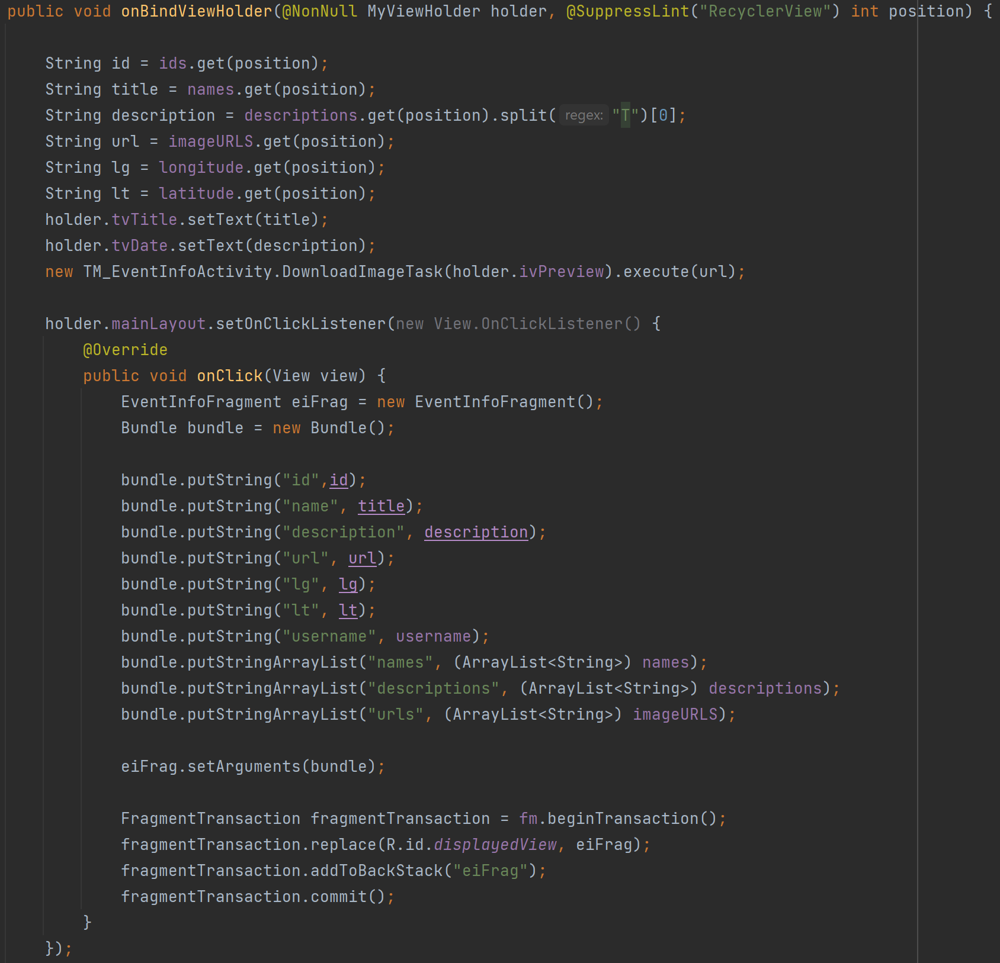 public void onBindViewHolder(@NonNull MyViewHolder holder, @SuppressLint("RecyclerView") int position) {
String id = ids.get(position);
String title = names.get(position);
String description = descriptions.get(position).split( regex: "T")[0];
String url = imageURLS.get(position);
String lg = longitude.get(position);
String lt = latitude.get(position);
holder.tvTitle.setText(title);
holder.tvDate.setText(description);
new TM_EventInfoActivity.DownloadImageTask(holder.ivPreview).execute(url);
holder.mainLayout.setOnClickListener(new View.OnClickListener() {
@Override
public void onClick(View view) {
EventInfoFragment eiFrag = new EventInfoFragment();
Bundle bundle = new Bundle();
bundle.putString("id",id);
bundle.putString("name", title);
bundle.putString("description", description);
bundle.putString("url", url);
bundle.putString("lg", lg);
bundle.putString("lt", lt);
bundle.putString("username", username);
bundle.putStringArrayList("names", (ArrayList<String>) names);
bundle.putStringArrayList("descriptions", (ArrayList<String>) descriptions);
bundle.putStringArrayList("urls", (ArrayList<String>) imageURLS);
eiFrag.setArguments(bundle);
FragmentTransaction fragmentTransaction = fm.beginTransaction();
fragmentTransaction.replace(R.id.displayedView, eiFrag);
fragmentTransaction.addToBackStack("eiFrag");
fragmentTransaction.commit();
}
});